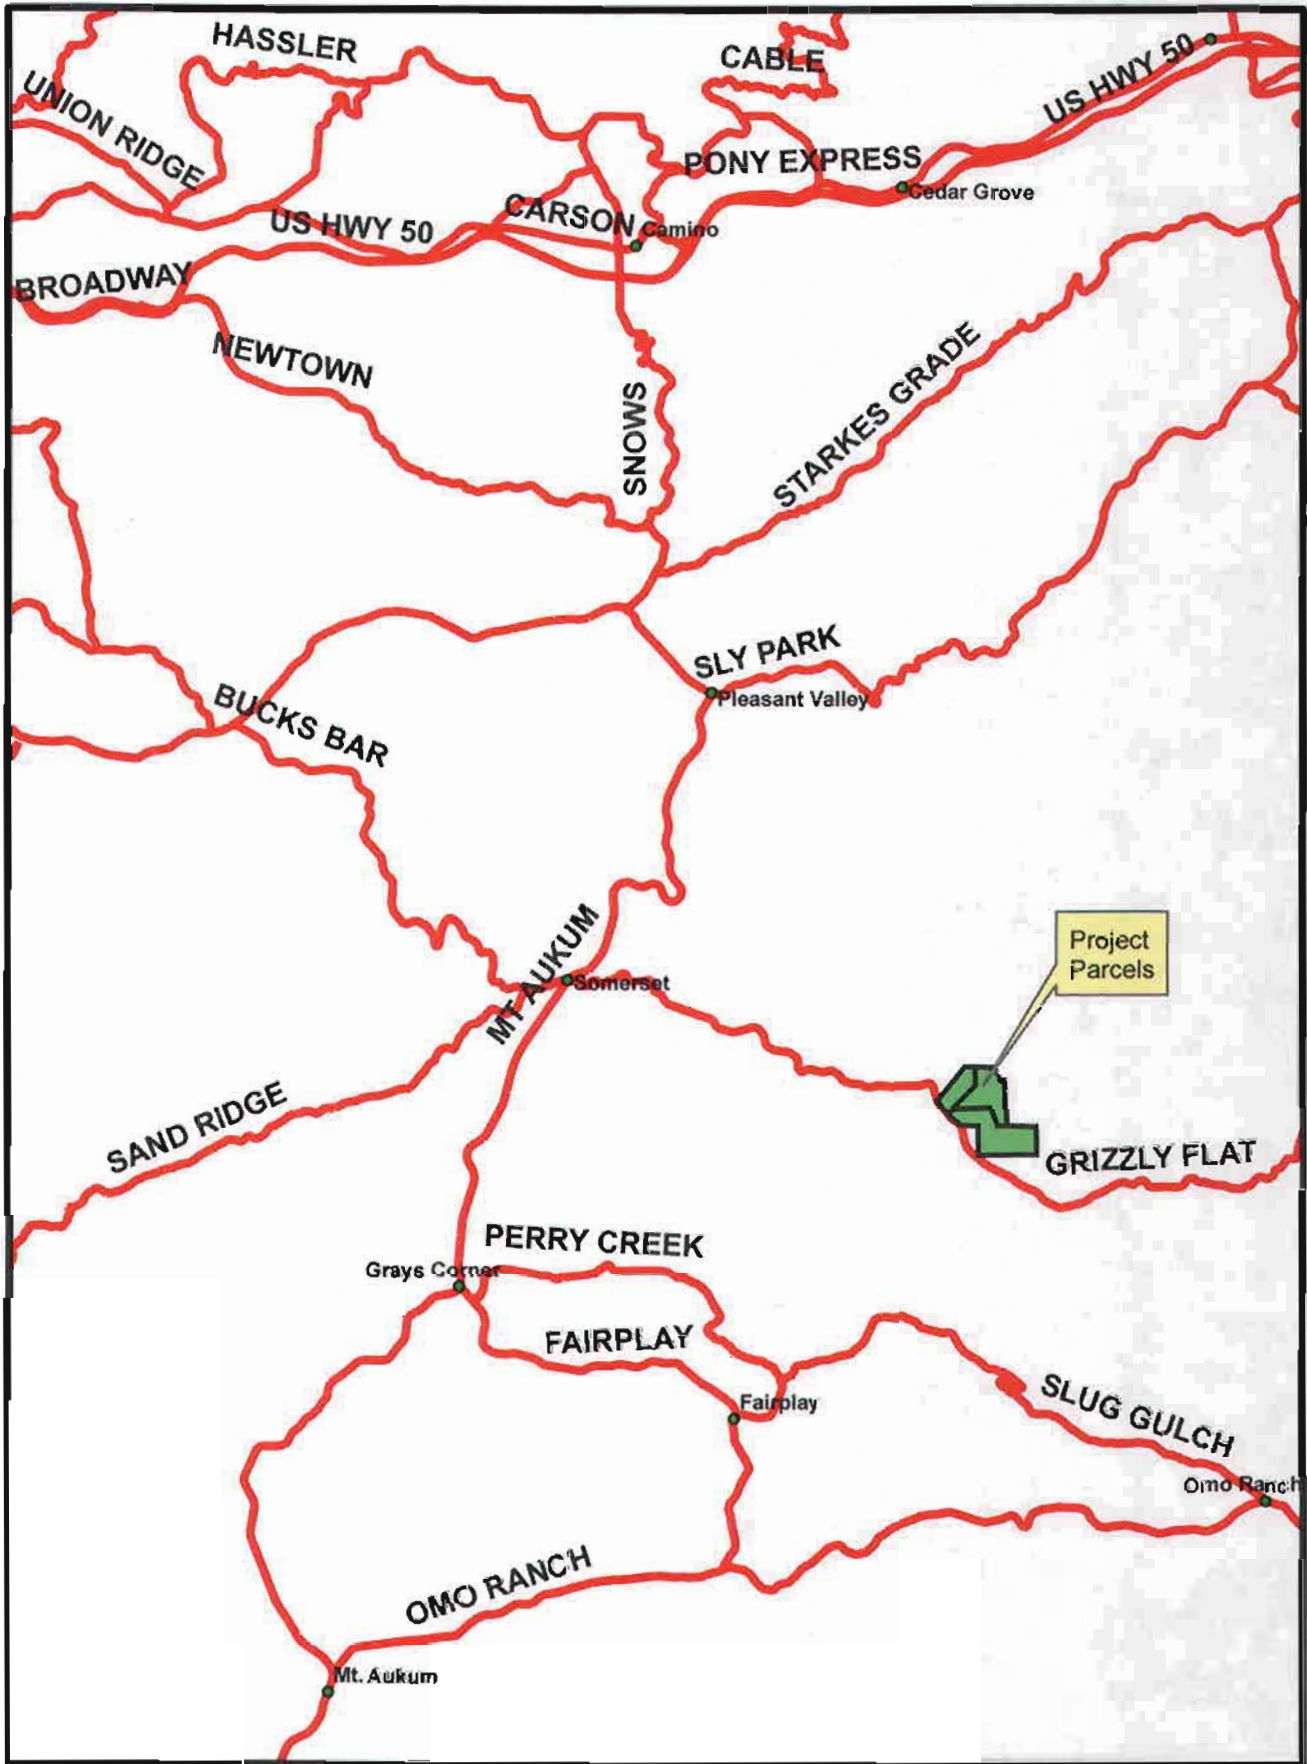 HASSLER
CABLE
US HWY 50
UNION RIDGE
PONY EXPRESS
Cedar Grove
CARSON
Camino
US HWY 50
BROADWAY
NEWTOWN
SNOWS
STARKES GRADE
SLY PARK
Pleasant Valley
BUCKS BAR
MT AUKUM
Project
Parcels
Somerset
SAND RIDGE
GRIZZLY FLAT
PERRY CREEK
Grays Corner
FAIRPLAY
Fairplay
SLUG GULCH
Omo Ranch
OMO RANCH
Mt. Aukum